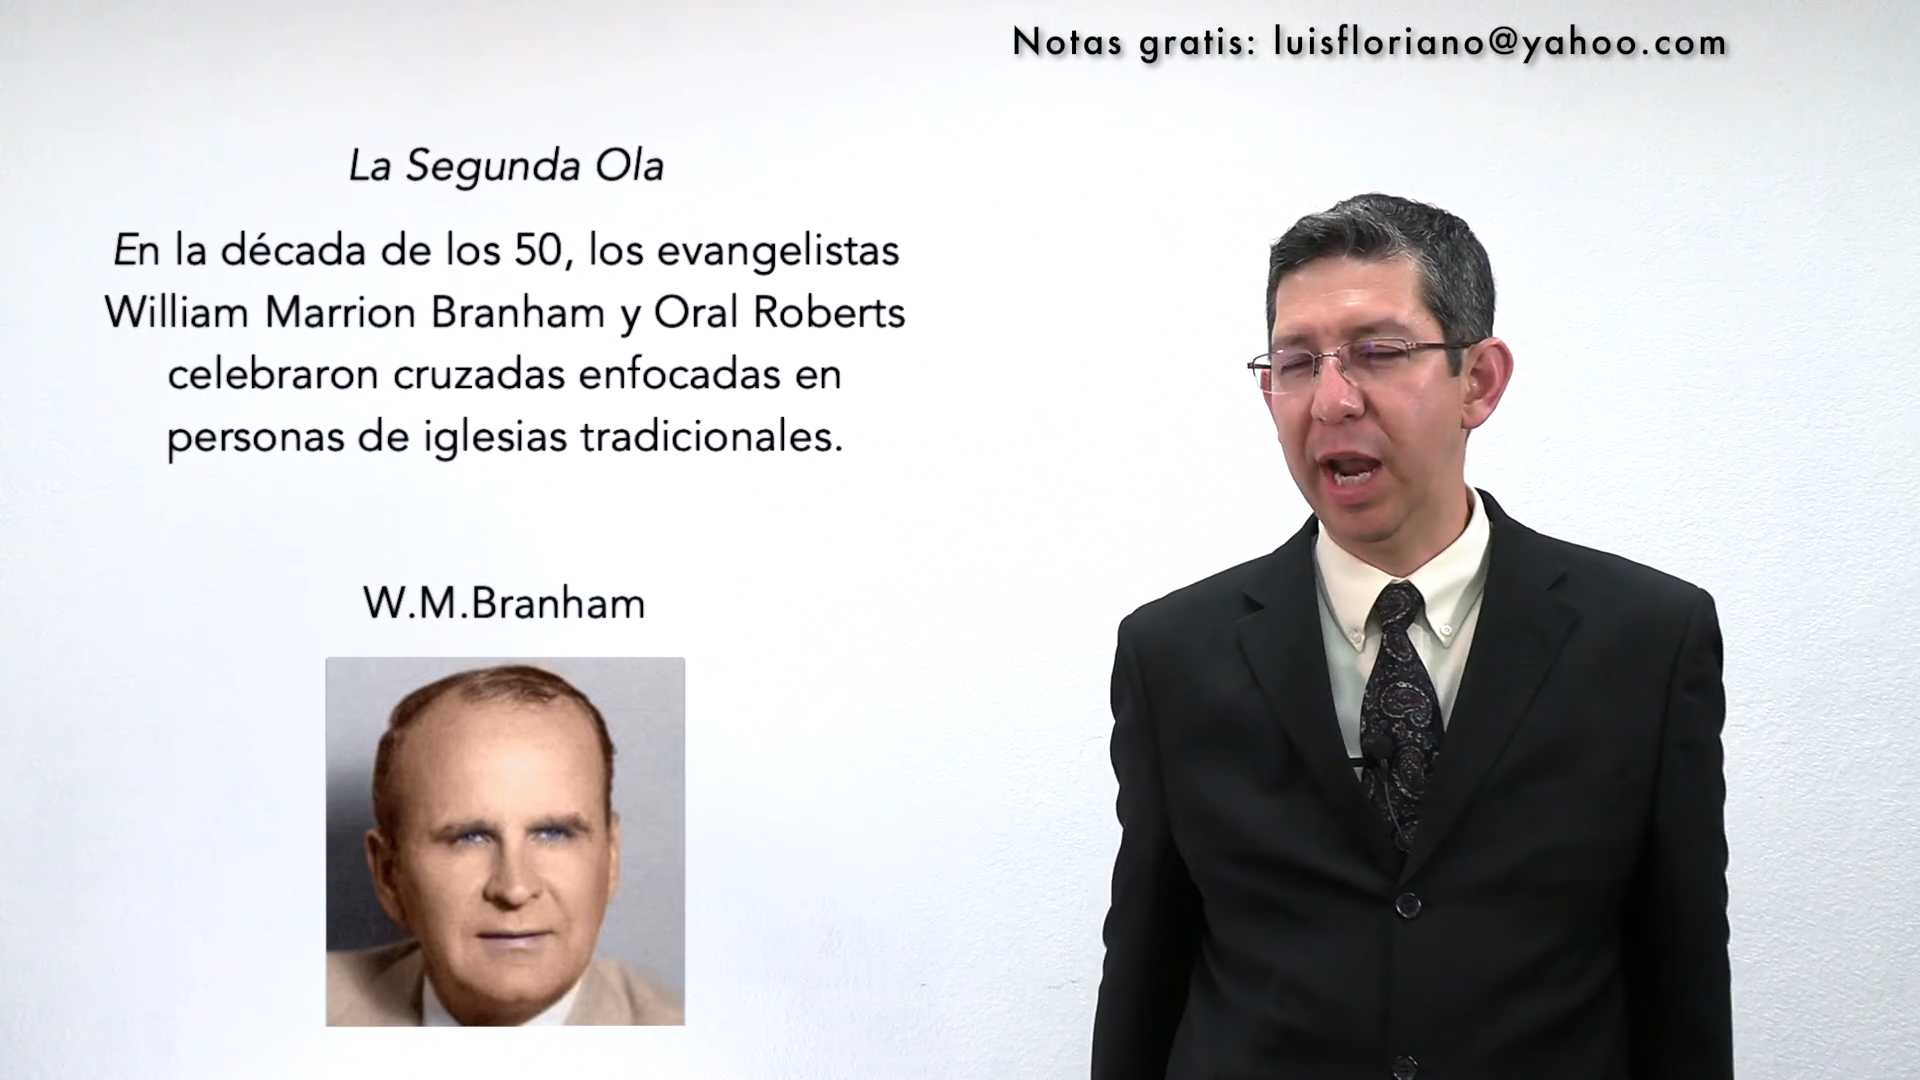 Notas gratis: luisfloriano@yahoo.com
La Segunda Ola
En la década de los 50, los evangelistas
William Marrion Branham y Oral Roberts
celebraron cruzadas enfocadas en
personas de iglesias tradicionales.
W.M.Branham